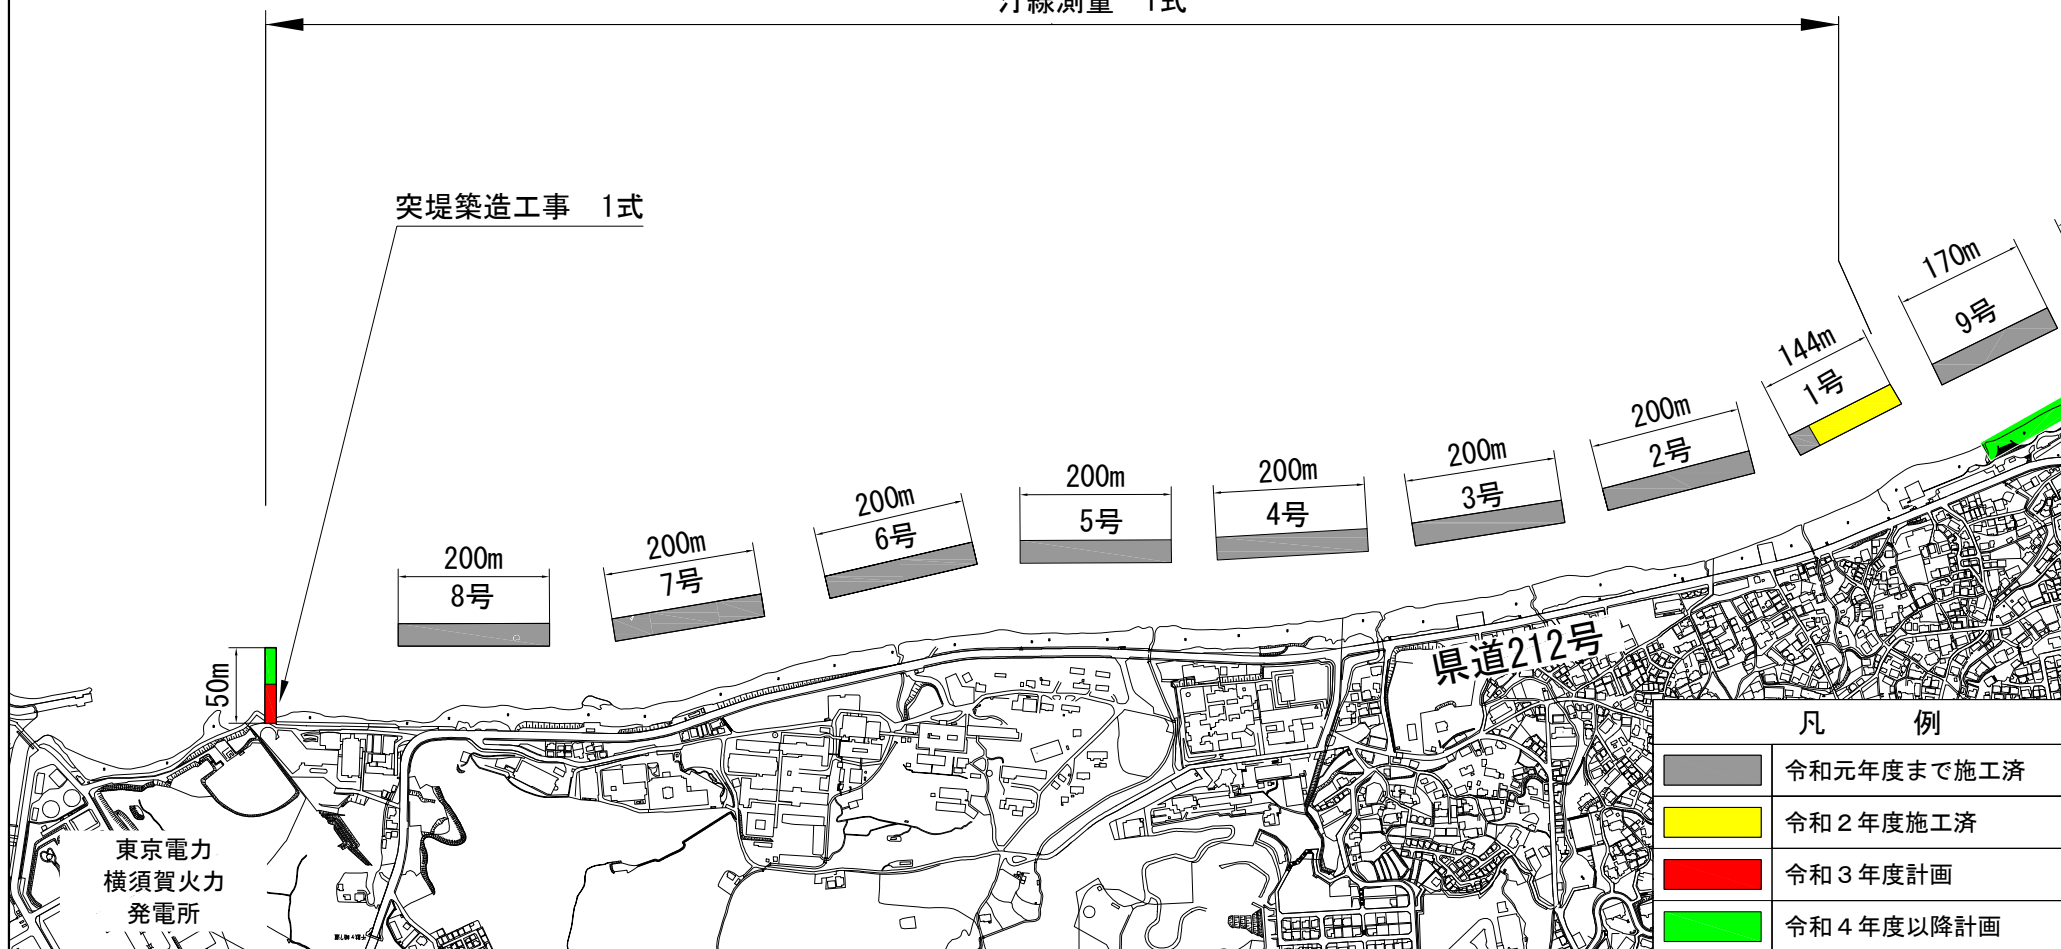 汀線測量　1式
突堤築造工事　1式
170m
9号
144m
1号
200m
2号
200m
3号
200m
4号
200m
5号
200m
6号
200m
7号
200m
8号
50m
県道212号
東京電力
横須賀火力
発電所
凡　例
令和元年度まで施工済
令和２年度施工済
令和３年度計画
令和４年度以降計画